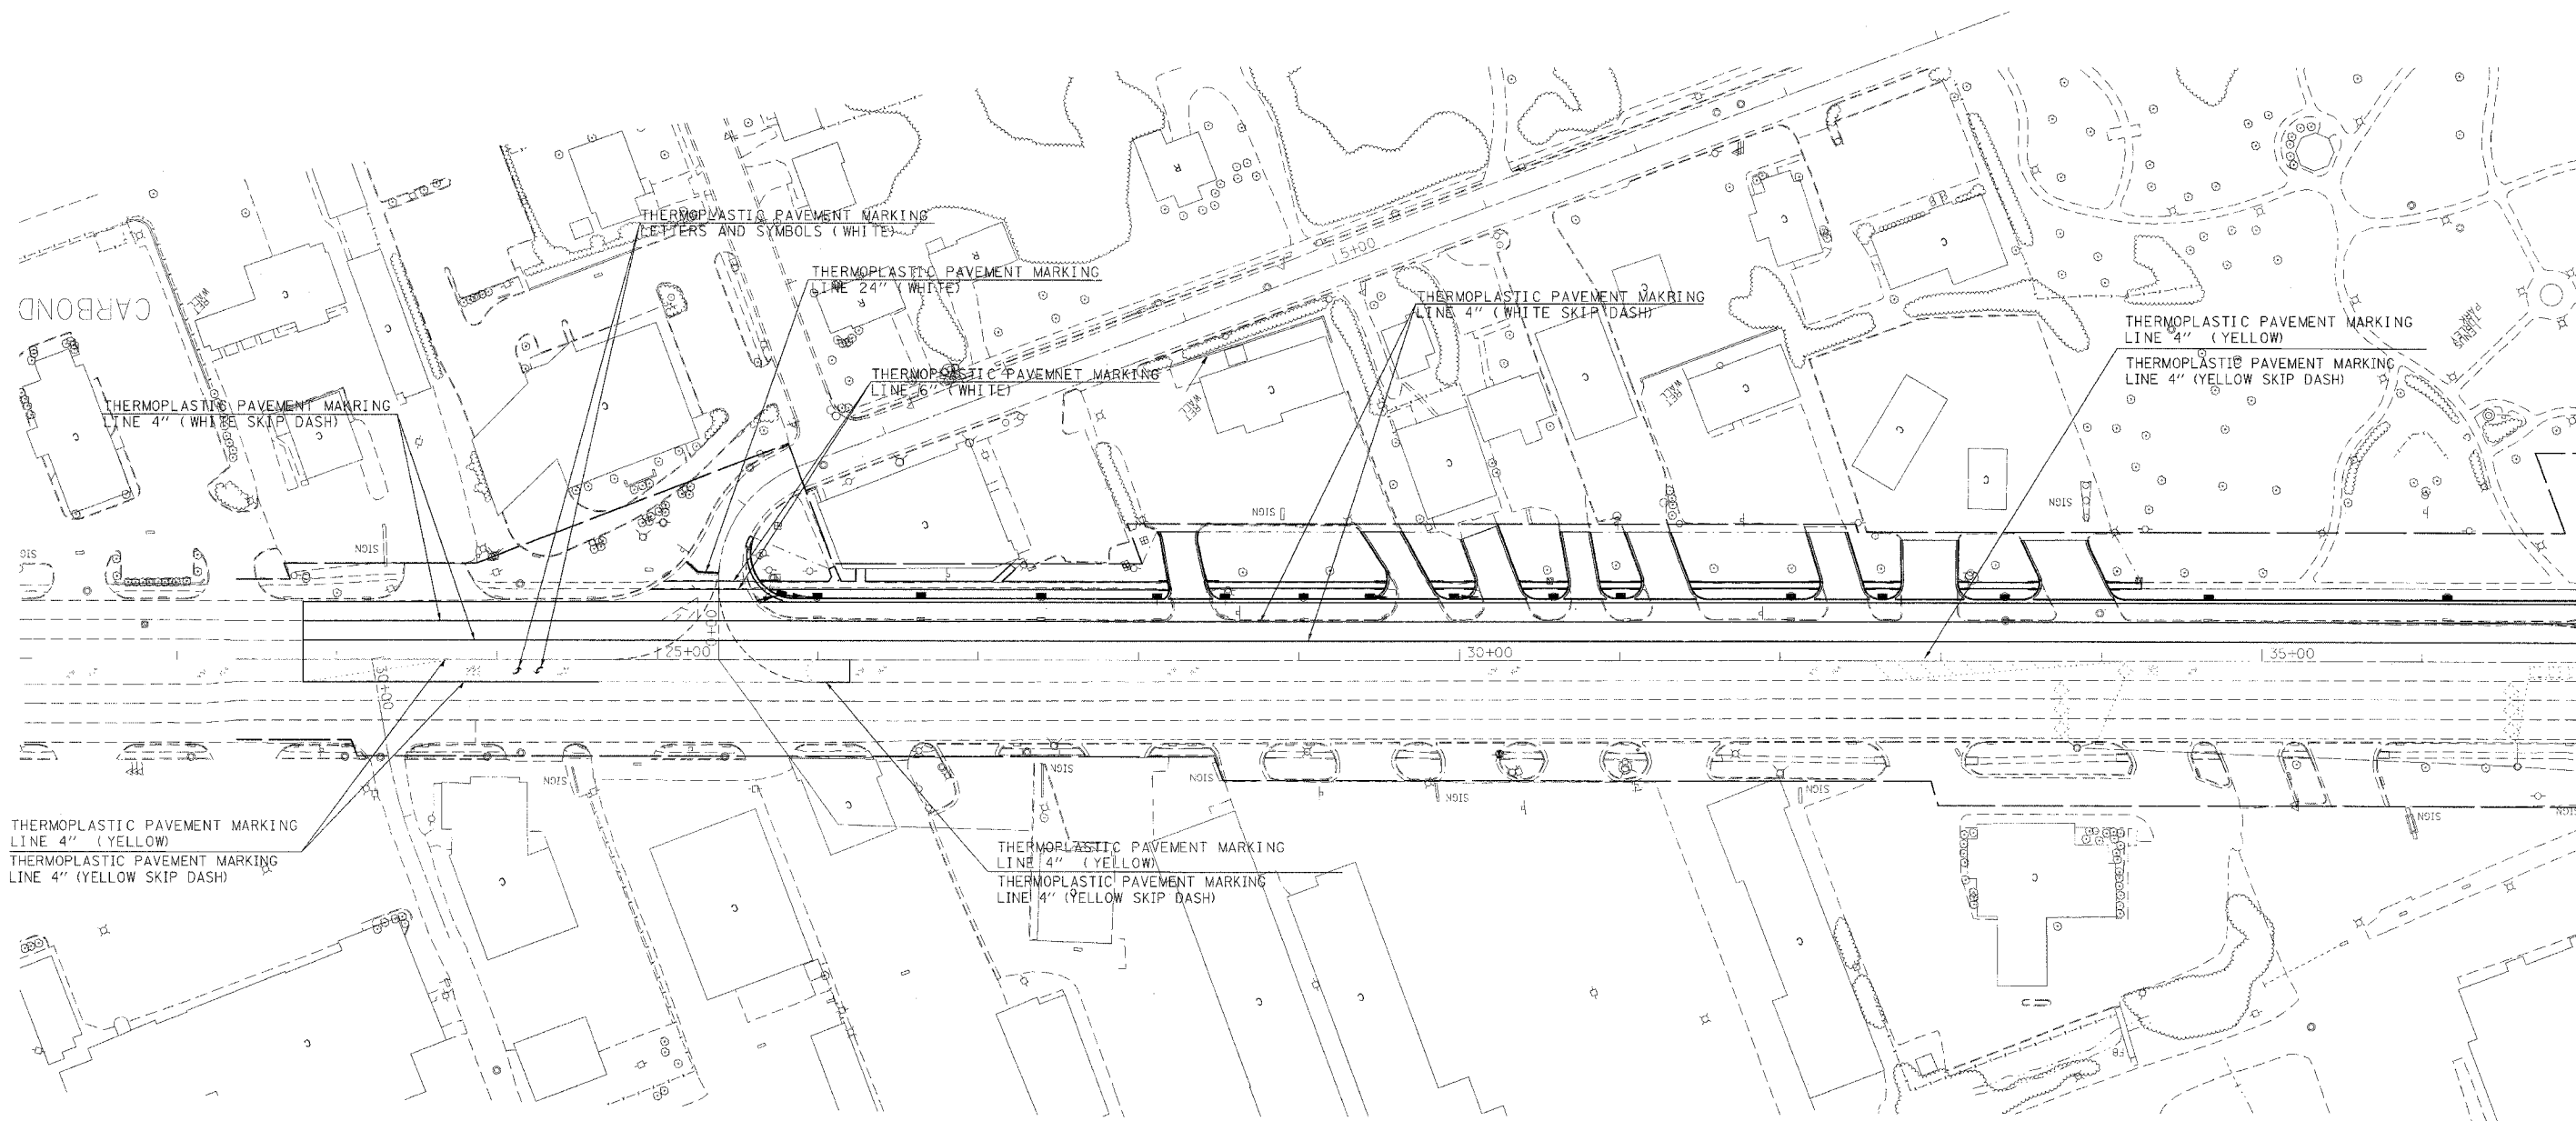 THERMOPLASTIC PAVEMENT MARKING
LETTERS AND SYMBOLS (WHITE)
THERMOPLASTIC PAVEMENT MARKING
LINE 24" (WHITE)
5+00
THERMOPLASTIC PAVEMENT MAKRING
LINE 4" (WHITE SKIP DASH)
CARBOND
THERMOPLASTIC PAVEMENT MARKING
LINE 4" (YELLOW)
THERMOPLASTIC PAVEMENT MARKING
LINE 4" (YELLOW SKIP DASH)
THERMOPLASTIC PAVEMNET MARKING
LINE 6" (WHITE)
THERMOPLASTIC PAVEMENT MAKRING
LINE 4" (WHITE SKIP DASH)
R
R
R
C
C
C
C
C
C
C
C
C
C
C
C
SIGN
SIGN
SIGN
25+00
30+00
35+00
30+00
SIGN
SIGN
SIGN
SIGN
SIGN
SIGN
THERMOPLASTIC PAVEMENT MARKING
LINE 4" (YELLOW)
THERMOPLASTIC PAVEMENT MARKING
LINE 4" (YELLOW SKIP DASH)
THERMOPLASTIC PAVEMENT MARKING
LINE 4" (YELLOW)
THERMOPLASTIC PAVEMENT MARKING
LINE 4" (YELLOW SKIP DASH)